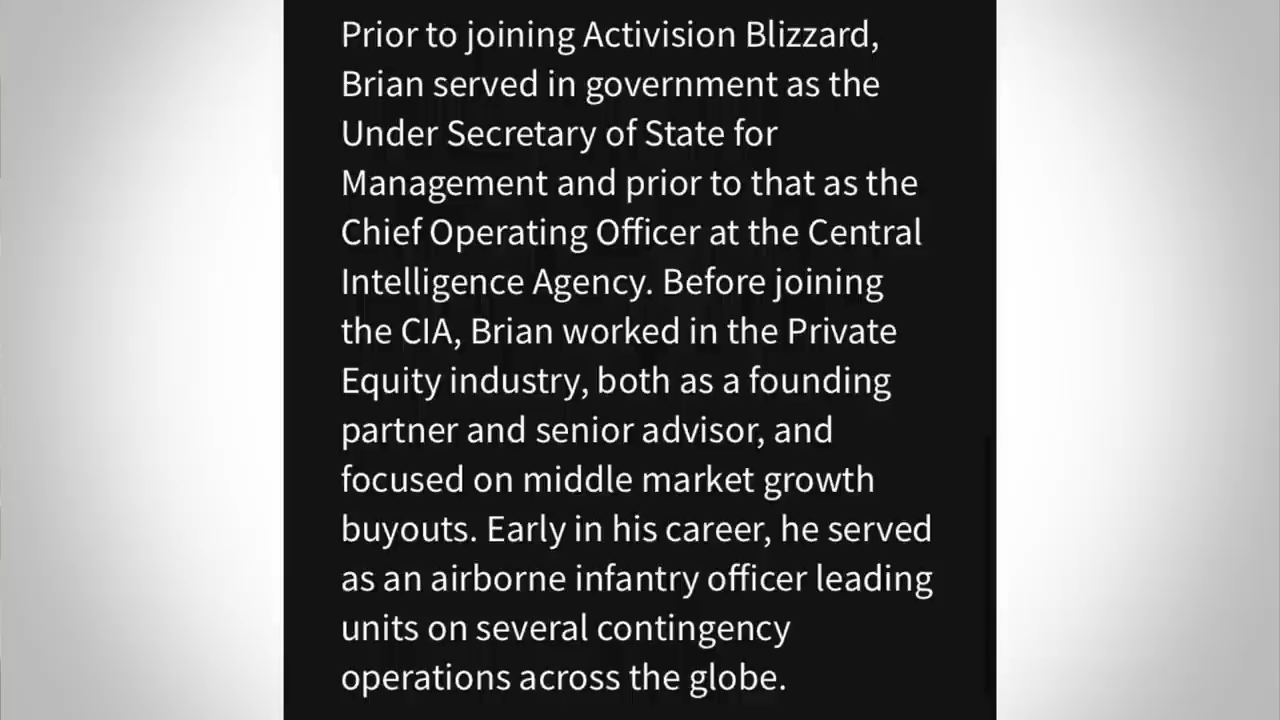 Prior to joining Activision Blizzard,
Brian served in government as the
Under Secretary of State for
Management and prior to that as the
Chief Operating Officer at the Central
Intelligence Agency. Before joining
the CIA, Brian worked in the Private
Equity industry, both as a founding
partner and senior advisor, and
focused on middle market growth
buyouts. Early in his career, he served
as an airborne infantry officer leading
units on several contingency
operations across the globe.